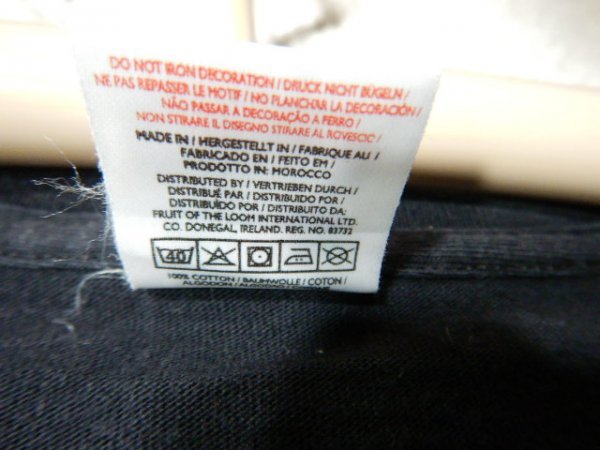 DO NOT IRON DECORATION / DRUCK NICHT BÜGELN /
NE PAS REPASSER LE MOTIF / NO PLANCHAR LA DECORACIÓN /
NÃO PASSAR A DECORAÇÃO A FERRO /
NON STIRARE IL DISEGNO STIRARE AL ROVESCIO
MADE IN / HERGESTELLT IN / FABRIQUE AU /
FABRICADO EN / FEITO EM /
PRODOTTO IN: MOROCCO
DISTRIBUTED BY / VERTRIEBEN DURCH /
DISTRIBUÉ PAR / DISTRIBUIDO POR /
DISTRIBUÍDO POR / DISTRIBUITO DA:
FRUIT OF THE LOOM INTERNATIONAL LTD.
CO. DONEGAL, IRELAND. REG. NO. 83732
40
100% COTTON / BAUMWOLLE / COTON /
ALGODON / ALGODAO /